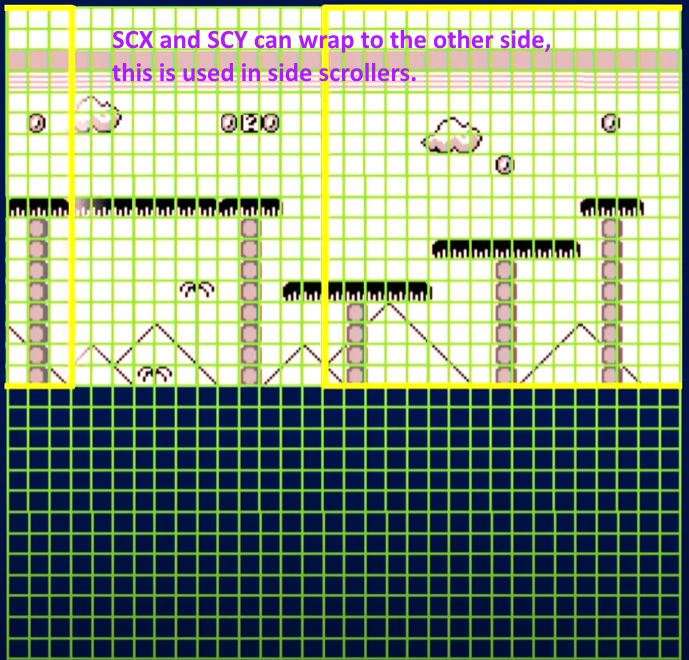 SCX and SCY can wrap to the other side,
this is used in side scrollers.
?